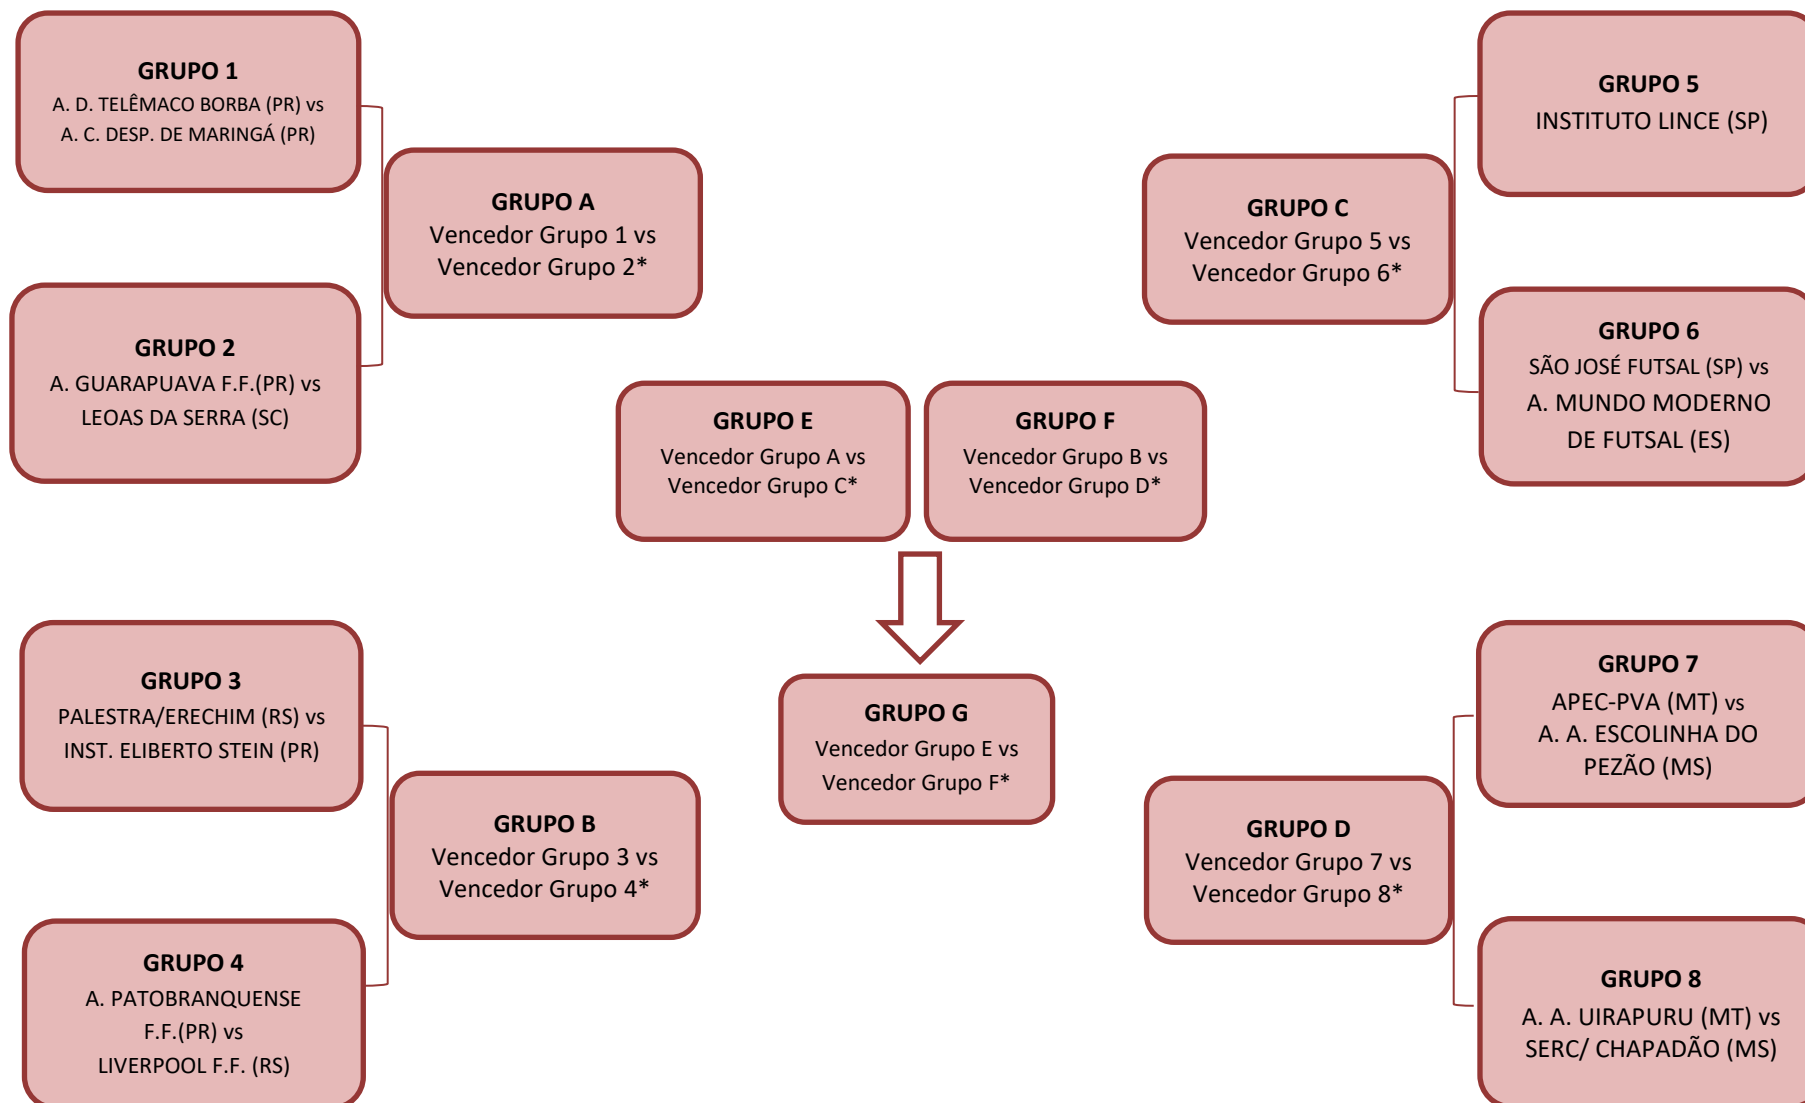 GRUPO 1
A. D. TELÊMACO BORBA (PR) vs
A. C. DESP. DE MARINGÁ (PR)
GRUPO A
Vencedor Grupo 1 vs
Vencedor Grupo 2*
GRUPO 2
A. GUARAPUAVA F.F.(PR) vs
LEOAS DA SERRA (SC)
GRUPO 5
INSTITUTO LINCE (SP)
GRUPO C
Vencedor Grupo 5 vs
Vencedor Grupo 6*
GRUPO 6
SÃO JOSÉ FUTSAL (SP) vs
A. MUNDO MODERNO
DE FUTSAL (ES)
GRUPO E
Vencedor Grupo A vs
Vencedor Grupo C*
GRUPO F
Vencedor Grupo B vs
Vencedor Grupo D*
GRUPO G
Vencedor Grupo E vs
Vencedor Grupo F*
GRUPO 3
PALESTRA/ERECHIM (RS) vs
INST. ELIBERTO STEIN (PR)
GRUPO B
Vencedor Grupo 3 vs
Vencedor Grupo 4*
GRUPO 4
A. PATOBRANQUENSE
F.F.(PR) vs
LIVERPOOL F.F. (RS)
GRUPO 7
APEC-PVA (MT) vs
A. A. ESCOLINHA DO
PEZÃO (MS)
GRUPO D
Vencedor Grupo 7 vs
Vencedor Grupo 8*
GRUPO 8
A. A. UIRAPURU (MT) vs
SERC/ CHAPADÃO (MS)